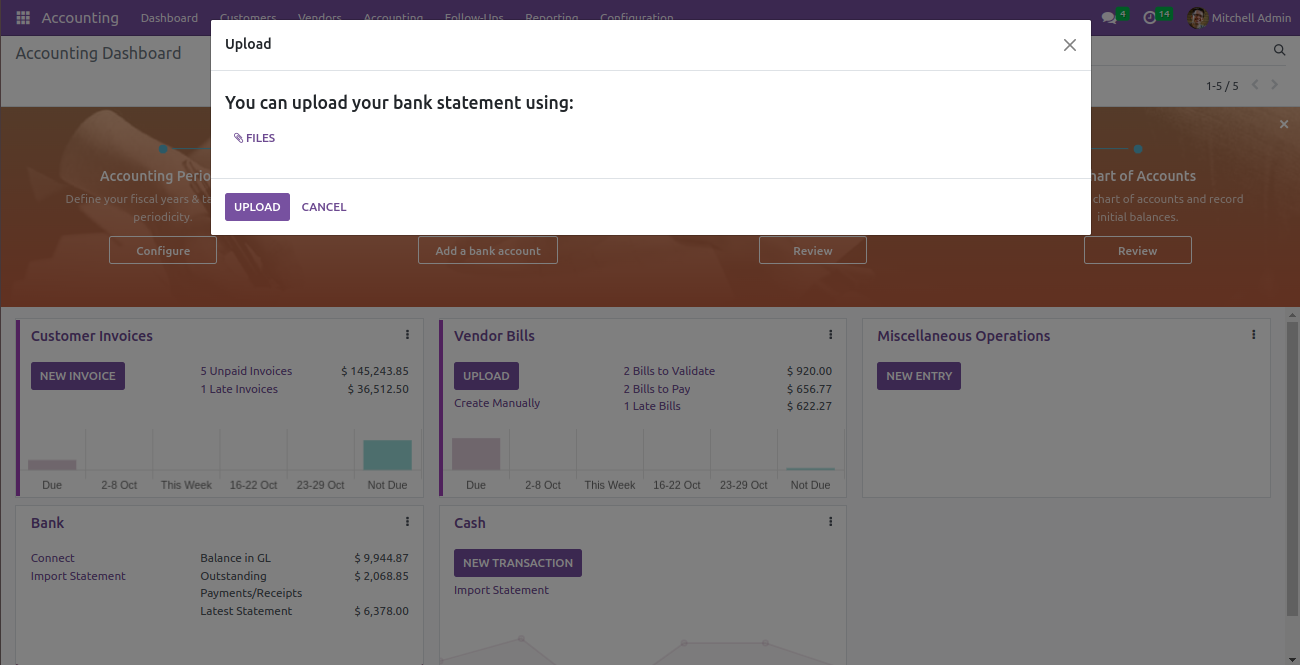 Accounting Dashboard Customers Vendors Accounting Follow-Ups Reporting Configuration 4 14 Mitchell Admin
Accounting Dashboard
1-5 / 5
Upload
You can upload your bank statement using:
FILES
UPLOAD CANCEL
Accounting Perio
Define your fiscal years & ta
periodicity.
Configure
Add a bank account
Review
hart of Accounts
chart of accounts and record
initial balances.
Review
Customer Invoices
NEW INVOICE
5 Unpaid Invoices $ 145,243.85
1 Late Invoices $ 36,512.50
Due 2-8 Oct This Week 16-22 Oct 23-29 Oct Not Due
Vendor Bills
UPLOAD
Create Manually
2 Bills to Validate $ 920.00
2 Bills to Pay $ 656.77
1 Late Bills $ 622.27
Due 2-8 Oct This Week 16-22 Oct 23-29 Oct Not Due
Miscellaneous Operations
NEW ENTRY
Bank
Connect
Import Statement
Balance in GL $ 9,944.87
Outstanding $ 2,068.85
Payments/Receipts
Latest Statement $ 6,378.00
Cash
NEW TRANSACTION
Import Statement